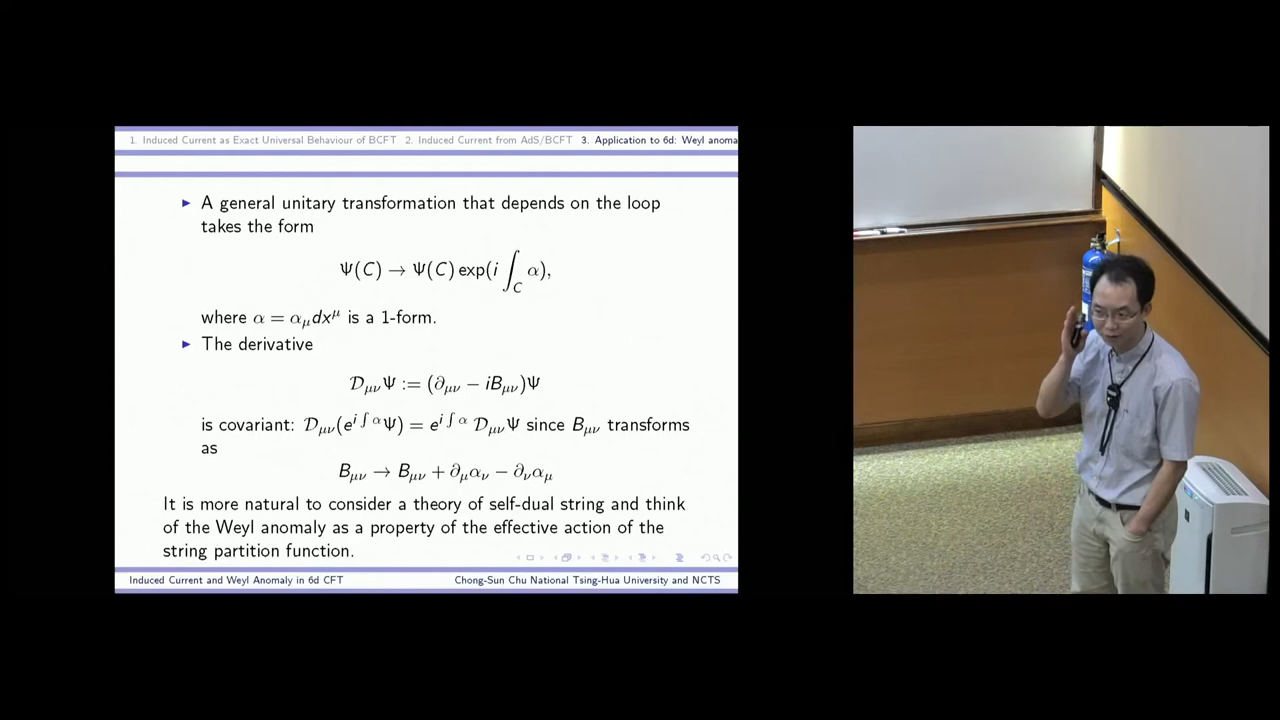 1. Induced Current as Exact Universal Behaviour of BCFT 2. Induced Current from AdS/BCFT 3. Application to 6d: Weyl anoma
▶ A general unitary transformation that depends on the loop
takes the form
Ψ(C) → Ψ(C) exp(i ∫_C α),
where α = α_μ dx^μ is a 1-form.
▶ The derivative
𝒟_μν Ψ := (∂_μν − iB_μν)Ψ
is covariant: 𝒟_μν(e^{i∫α}Ψ) = e^{i∫α} 𝒟_μνΨ since B_μν transforms
as
B_μν → B_μν + ∂_μα_ν − ∂_να_μ
It is more natural to consider a theory of self-dual string and think
of the Weyl anomaly as a property of the effective action of the
string partition function.
Induced Current and Weyl Anomaly in 6d CFT Chong-Sun Chu National Tsing-Hua University and NCTS